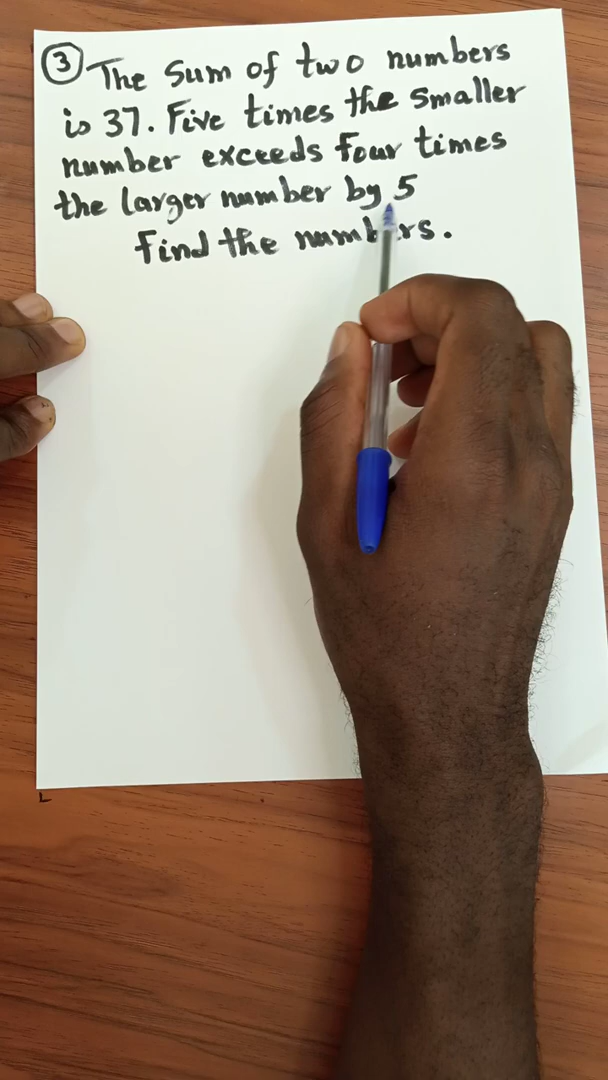 3 The Sum of two numbers
is 37. Five times the smaller
number exceeds four times
the larger number by 5
Find the numbers.